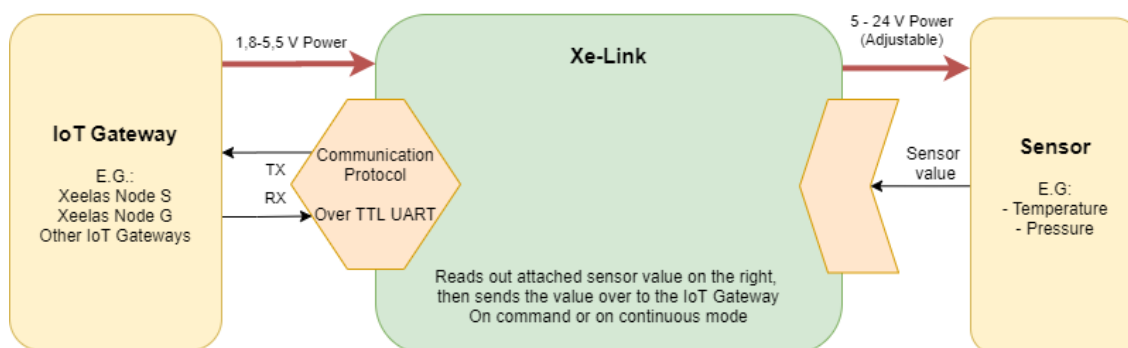 1,8-5,5 V Power
5 - 24 V Power
(Adjustable)
Xe-Link
IoT Gateway
E.G.:
Xeelas Node S
Xeelas Node G
Other IoT Gateways
TX
RX
Communication
Protocol
Over TTL UART
Sensor
value
Sensor
E.G:
- Temperature
- Pressure
Reads out attached sensor value on the right,
then sends the value over to the IoT Gateway
On command or on continuous mode